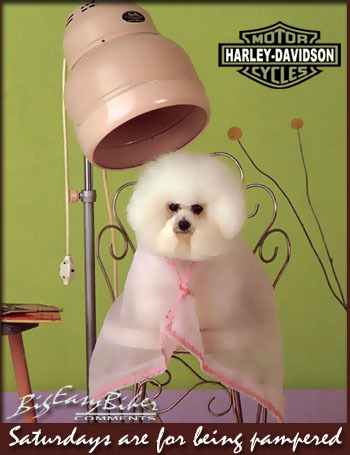 MOTOR
HARLEY-DAVIDSON
CYCLES
BigEasyBiker
COMMENTS
Saturdays are for being pampered